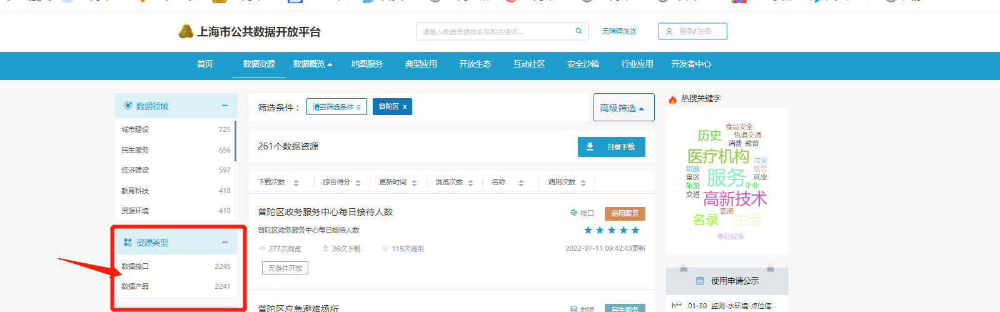 上海市公共数据开放平台
请输入数据资源的名称和关键词...
无障碍浏览
登录/ 注册
首页 数据资源 数据概览 地图服务 典型应用 开放生态 互动社区 安全沙箱 行业应用 开发者中心
数据领域
城市建设 725
民生服务 656
经济建设 597
教育科技 418
资源环境 410
资源类型
数据接口 2245
数据产品 2241
筛选条件：
清空筛选条件
普陀区 x
高级筛选
261个数据资源
目录下载
下载次数 综合得分 更新时间 浏览次数 名称 调用次数
普陀区政务服务中心每日接待人数
接口
信用服务
普陀区政务服务中心每日接待人数
277次浏览 26次下载 115次调用
2022-07-11 09:42:43更新
无条件开放
普陀区应急避难场所
数据
民生服务
热搜关键字
食品安全
历史 轨道交通
消费 教育
医疗机构 垃圾
指数 监管
景区 服务 就业
旅游 企业
交通 高新技术
客流
名录 生活
基础设施
使用申请公示
h** 01-30 监测-水环境-点位信...